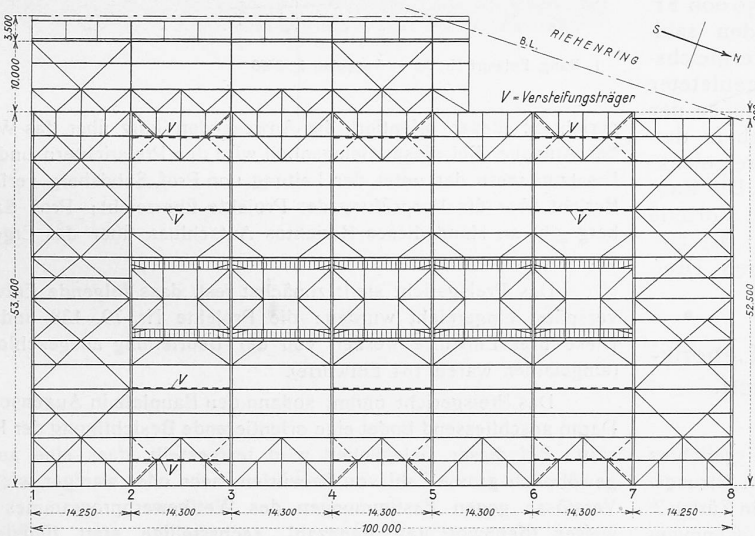 3.500
10.000
53.400
RIEHENRING
B.L.
S
N
V = Versteifungsträger
V
V
V
V
V
V
52.500
1 2 3 4 5 6 7 8
14.250 14.300 14.300 14.300 14.300 14.300 14.250
100.000